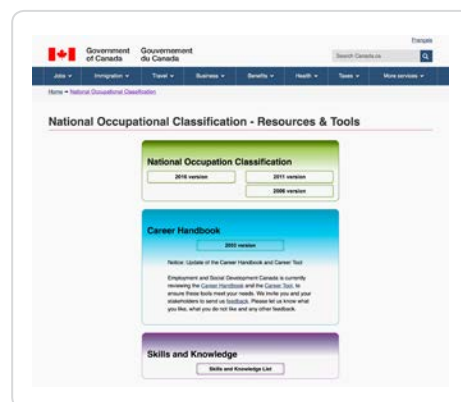 Français
Government of Canada
Gouvernement du Canada
Search Canada.ca
Jobs Immigration Travel Business Benefits Health Taxes More services
Home National Occupational Classification
National Occupational Classification - Resources & Tools
National Occupation Classification
2016 version
2011 version
2006 version
Career Handbook
2003 version
Notice: Update of the Career Handbook and Career Tool
Employment and Social Development Canada is currently
reviewing the Career Handbook and the Career Tool, to
ensure these tools meet your needs. We invite you and your
stakeholders to send us feedback. Please let us know what
you like, what you do not like and any other feedback.
Skills and Knowledge
Skills and Knowledge List